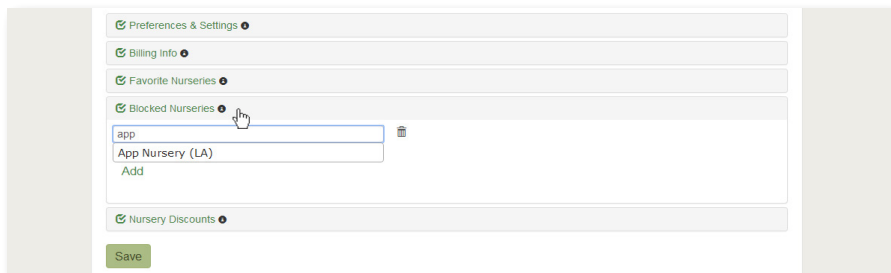 Preferences & Settings
Billing Info
Favorite Nurseries
Blocked Nurseries
app
App Nursery (LA)
Add
Nursery Discounts
Save